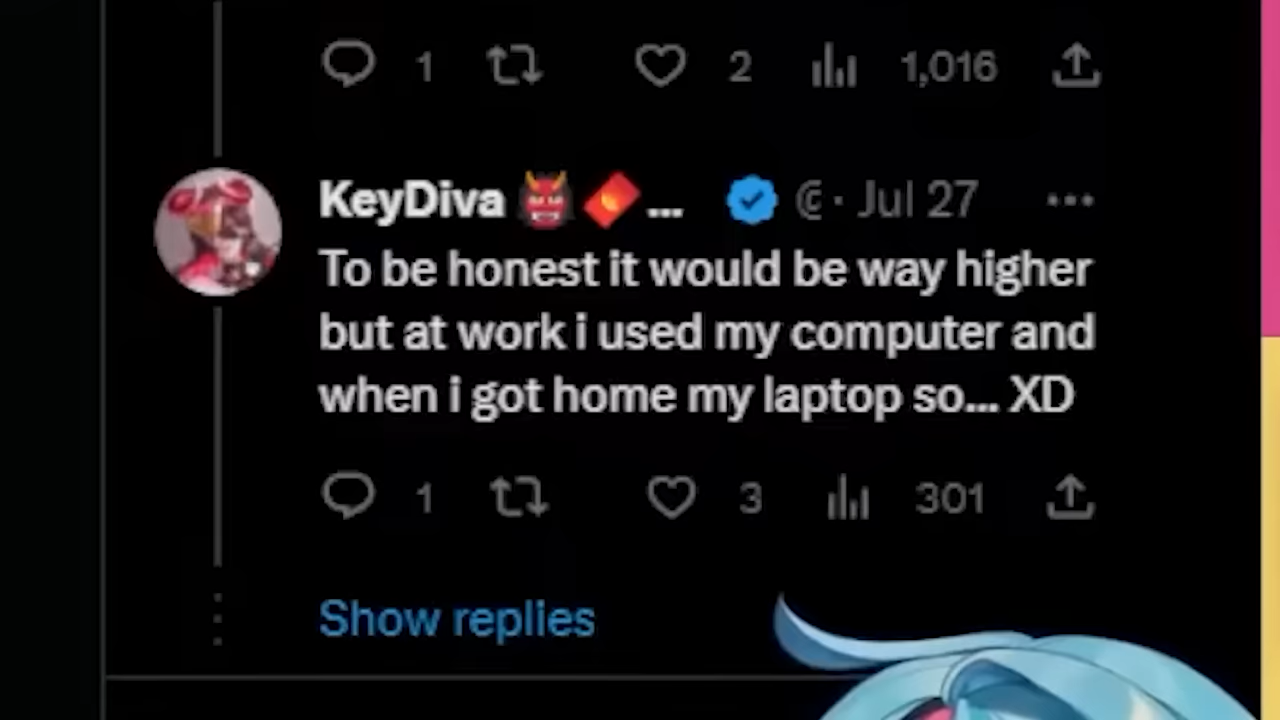 1 2 1,016
KeyDiva 👹🧧... @ · Jul 27 ...
To be honest it would be way higher
but at work i used my computer and
when i got home my laptop so... XD
1 3 301
Show replies